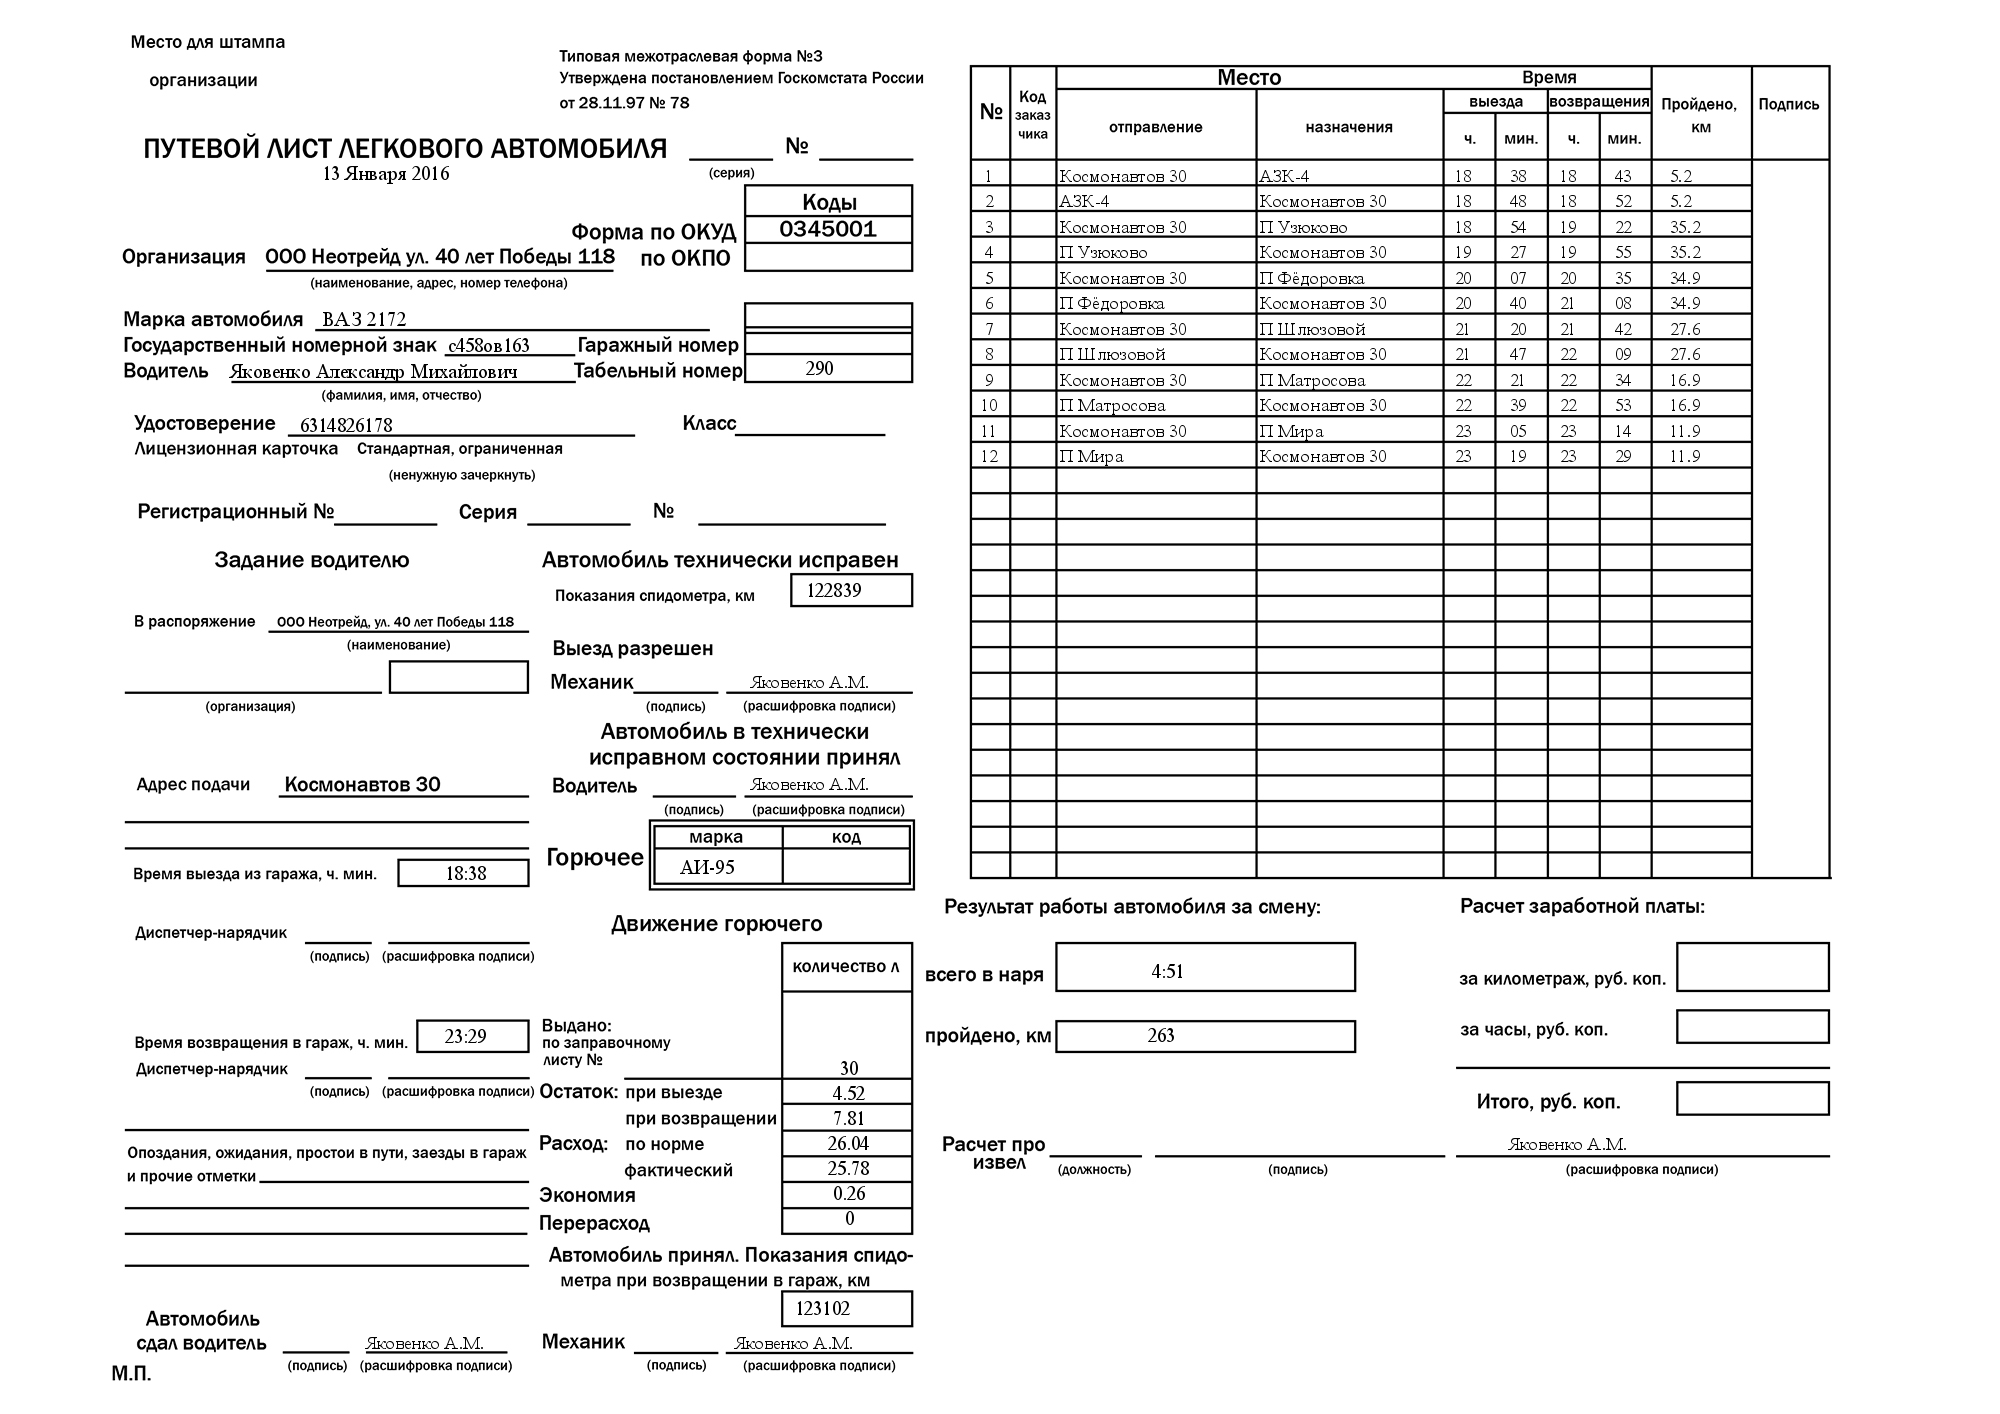 Место для штампа
организации
Типовая межотраслевая форма №3
Утверждена постановлением Госкомстата России
от 28.11.97 № 78
ПУТЕВОЙ ЛИСТ ЛЕГКОВОГО АВТОМОБИЛЯ №
13 Января 2016 (серия)
Коды
Форма по ОКУД 0345001
Организация ООО Неотрейд ул. 40 лет Победы 118 по ОКПО
(наименование, адрес, номер телефона)
Марка автомобиля ВАЗ 2172
Государственный номерной знак с458ов163 Гаражный номер
Водитель Яковенко Александр Михайлович Табельный номер 290
(фамилия, имя, отчество)
Удостоверение 6314826178 Класс
Лицензионная карточка Стандартная, ограниченная
(ненужную зачеркнуть)
Регистрационный № Серия №
Задание водителю
В распоряжение ООО Неотрейд, ул. 40 лет Победы 118
(наименование)
(организация)
Адрес подачи Космонавтов 30
Время выезда из гаража, ч. мин. 18:38
Диспетчер-нарядчик
(подпись) (расшифровка подписи)
Время возвращения в гараж, ч. мин. 23:29
Диспетчер-нарядчик
(подпись) (расшифровка подписи)
Опоздания, ожидания, простои в пути, заезды в гараж
и прочие отметки
Автомобиль
сдал водитель Яковенко А.М.
(подпись) (расшифровка подписи)
М.П.
Автомобиль технически исправен
Показания спидометра, км 122839
Выезд разрешен
Механик Яковенко А.М.
(подпись) (расшифровка подписи)
Автомобиль в технически
исправном состоянии принял
Водитель Яковенко А.М.
(подпись) (расшифровка подписи)
марка код
Горючее АИ-95
Движение горючего
количество л
Выдано:
по заправочному
листу № 30
Остаток: при выезде 4.52
при возвращении 7.81
Расход: по норме 26.04
фактический 25.78
Экономия 0.26
Перерасход 0
Автомобиль принял. Показания спидо-
метра при возвращении в гараж, км
123102
Механик Яковенко А.М.
(подпись) (расшифровка подписи)
№ Код заказ чика Место Время Пройдено, км Подпись
отправление назначения выезда возвращения
ч. мин. ч. мин.
1 Космонавтов 30 АЗК-4 18 38 18 43 5.2
2 АЗК-4 Космонавтов 30 18 48 18 52 5.2
3 Космонавтов 30 П Узюково 18 54 19 22 35.2
4 П Узюково Космонавтов 30 19 27 19 55 35.2
5 Космонавтов 30 П Фёдоровка 20 07 20 35 34.9
6 П Фёдоровка Космонавтов 30 20 40 21 08 34.9
7 Космонавтов 30 П Шлюзовой 21 20 21 42 27.6
8 П Шлюзовой Космонавтов 30 21 47 22 09 27.6
9 Космонавтов 30 П Матросова 22 21 22 34 16.9
10 П Матросова Космонавтов 30 22 39 22 53 16.9
11 Космонавтов 30 П Мира 23 05 23 14 11.9
12 П Мира Космонавтов 30 23 19 23 29 11.9
Результат работы автомобиля за смену: Расчет заработной платы:
всего в наря 4:51 за километраж, руб. коп.
пройдено, км 263 за часы, руб. коп.
Итого, руб. коп.
Расчет про Яковенко А.М.
извел (должность) (подпись) (расшифровка подписи)